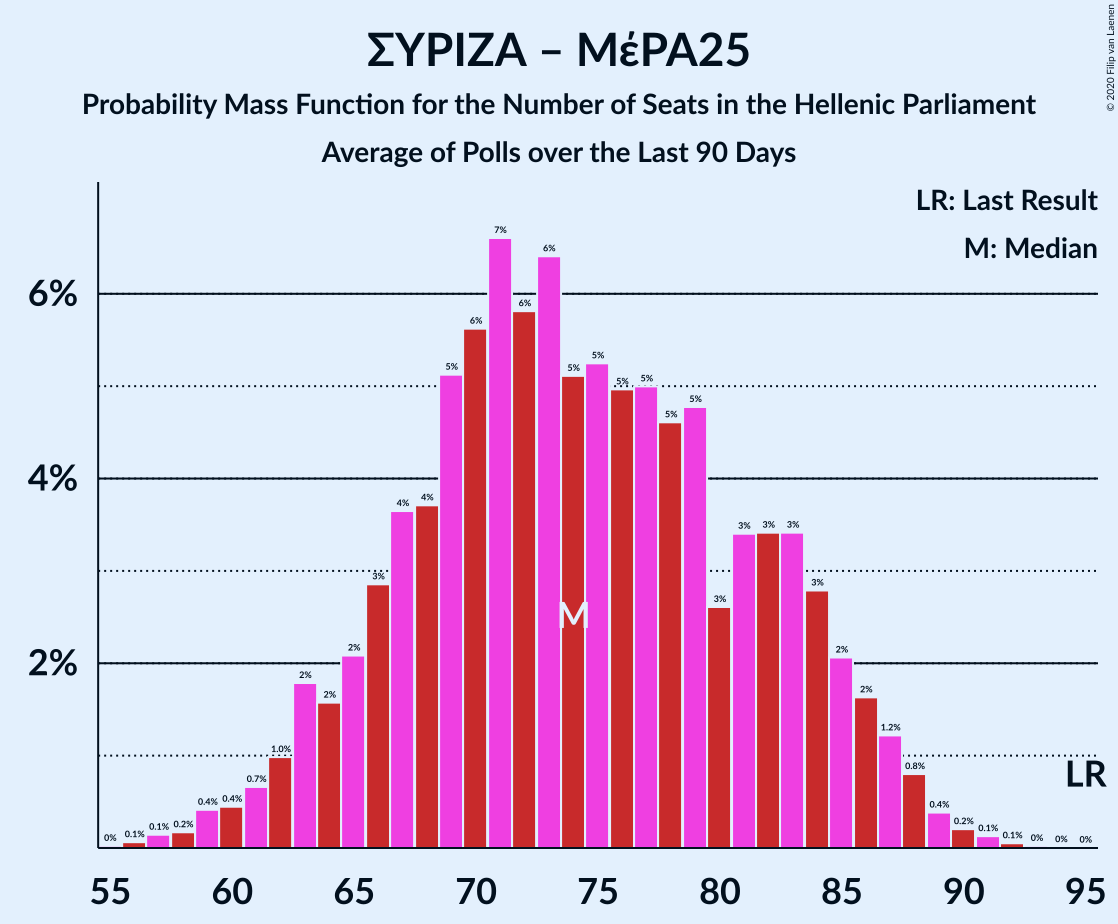 ΣΥΡΙΖΑ – ΜέΡΑ25
Probability Mass Function for the Number of Seats in the Hellenic Parliament
Average of Polls over the Last 90 Days
© 2020 Filip van Laenen
LR: Last Result
M: Median
6%
4%
2%
0% 0.1% 0.1% 0.2% 0.4% 0.4% 0.7% 1.0% 2% 2% 2% 3% 4% 4% 5% 6% 7% 6% 6% 5% 5% 5% 5% 5% 5% 3% 3% 3% 3% 3% 2% 2% 1.2% 0.8% 0.4% 0.2% 0.1% 0.1% 0% 0% 0%
M
LR
55 60 65 70 75 80 85 90 95